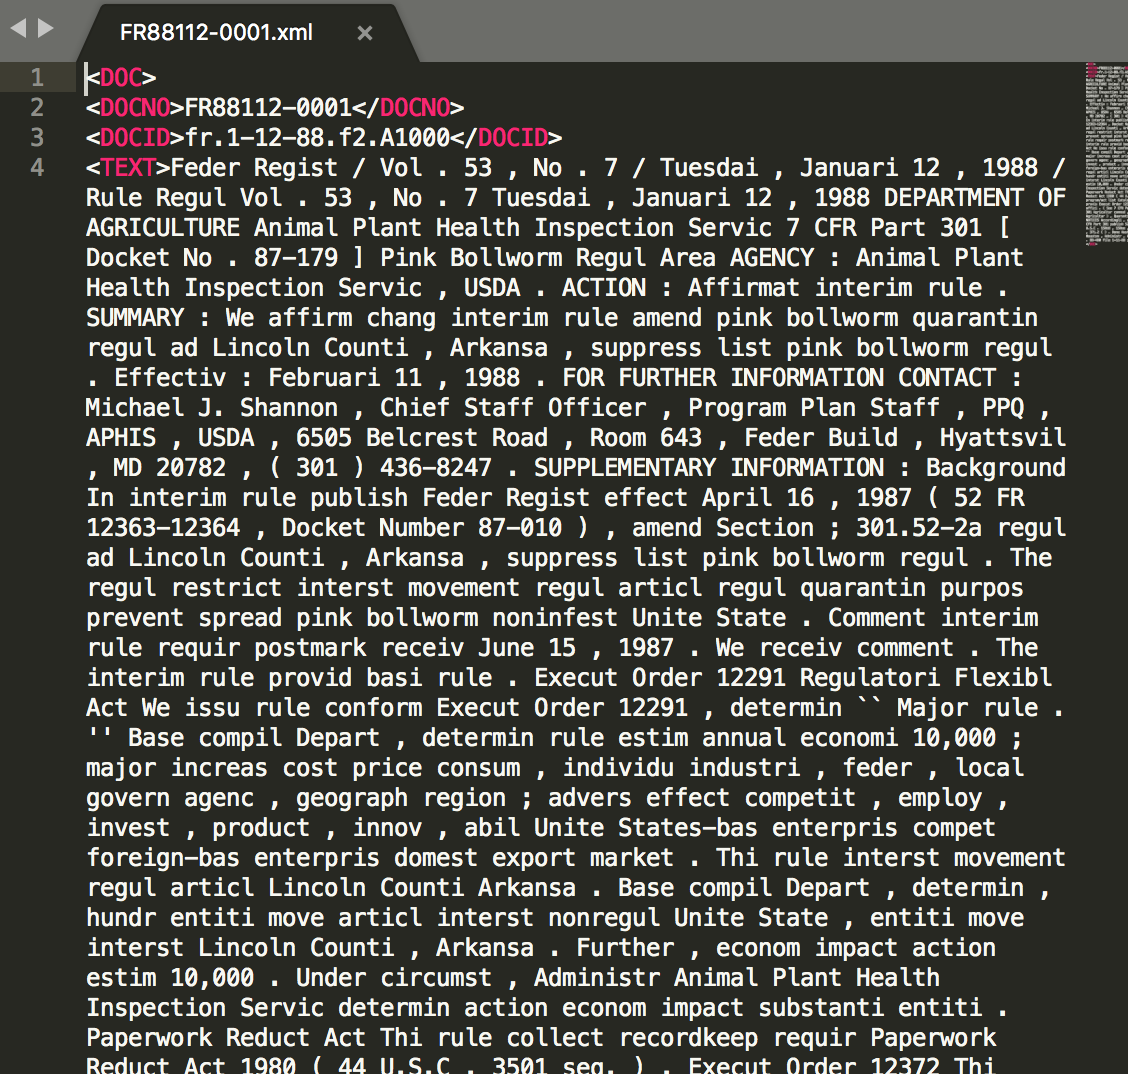 FR88112-0001.xml ×
1 <DOC>
2 <DOCNO>FR88112-0001</DOCNO>
3 <DOCID>fr.1-12-88.f2.A1000</DOCID>
4 <TEXT>Feder Regist / Vol . 53 , No . 7 / Tuesdai , Januari 12 , 1988 /
Rule Regul Vol . 53 , No . 7 Tuesdai , Januari 12 , 1988 DEPARTMENT OF
AGRICULTURE Animal Plant Health Inspection Servic 7 CFR Part 301 [
Docket No . 87-179 ] Pink Bollworm Regul Area AGENCY : Animal Plant
Health Inspection Servic , USDA . ACTION : Affirmat interim rule .
SUMMARY : We affirm chang interim rule amend pink bollworm quarantin
regul ad Lincoln Counti , Arkansa , suppress list pink bollworm regul
. Effectiv : Februari 11 , 1988 . FOR FURTHER INFORMATION CONTACT :
Michael J. Shannon , Chief Staff Officer , Program Plan Staff , PPQ ,
APHIS , USDA , 6505 Belcrest Road , Room 643 , Feder Build , Hyattsvil
, MD 20782 , ( 301 ) 436-8247 . SUPPLEMENTARY INFORMATION : Background
In interim rule publish Feder Regist effect April 16 , 1987 ( 52 FR
12363-12364 , Docket Number 87-010 ) , amend Section ; 301.52-2a regul
ad Lincoln Counti , Arkansa , suppress list pink bollworm regul . The
regul restrict interst movement regul articl regul quarantin purpos
prevent spread pink bollworm noninfest Unite State . Comment interim
rule requir postmark receiv June 15 , 1987 . We receiv comment . The
interim rule provid basi rule . Execut Order 12291 Regulatori Flexibl
Act We issu rule conform Execut Order 12291 , determin `` Major rule .
'' Base compil Depart , determin rule estim annual economi 10,000 ;
major increas cost price consum , individu industri , feder , local
govern agenc , geograph region ; advers effect competit , employ ,
invest , product , innov , abil Unite States-bas enterpris compet
foreign-bas enterpris domest export market . Thi rule interst movement
regul articl Lincoln Counti Arkansa . Base compil Depart , determin ,
hundr entiti move articl interst nonregul Unite State , entiti move
interst Lincoln Counti , Arkansa . Further , econom impact action
estim 10,000 . Under circumst , Administr Animal Plant Health
Inspection Servic determin action econom impact substanti entiti .
Paperwork Reduct Act Thi rule collect recordkeep requir Paperwork
Reduct Act 1980 ( 44 U.S.C . 3501 seq. ) . Execut Order 12372 Thi